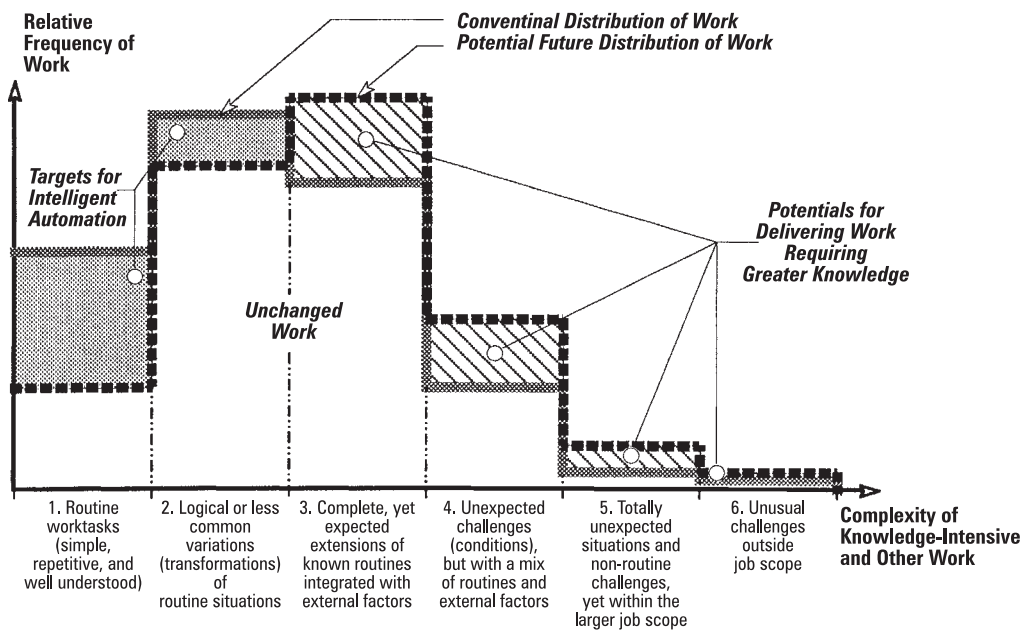 Relative
Frequency of
Work
Conventinal Distribution of Work
Potential Future Distribution of Work
Targets for
Intelligent
Automation
Potentials for
Delivering Work
Requiring
Greater Knowledge
Unchanged
Work
1. Routine
worktasks
(simple,
repetitive, and
well understood)
2. Logical or less
common
variations
(transformations)
of
routine situations
3. Complete, yet
expected
extensions of
known routines
integrated with
external factors
4. Unexpected
challenges
(conditions),
but with a mix
of routines and
external factors
5. Totally
unexpected
situations and
non-routine
challenges,
yet within the
larger job scope
6. Unusual
challenges
outside
job scope
Complexity of
Knowledge-Intensive
and Other Work